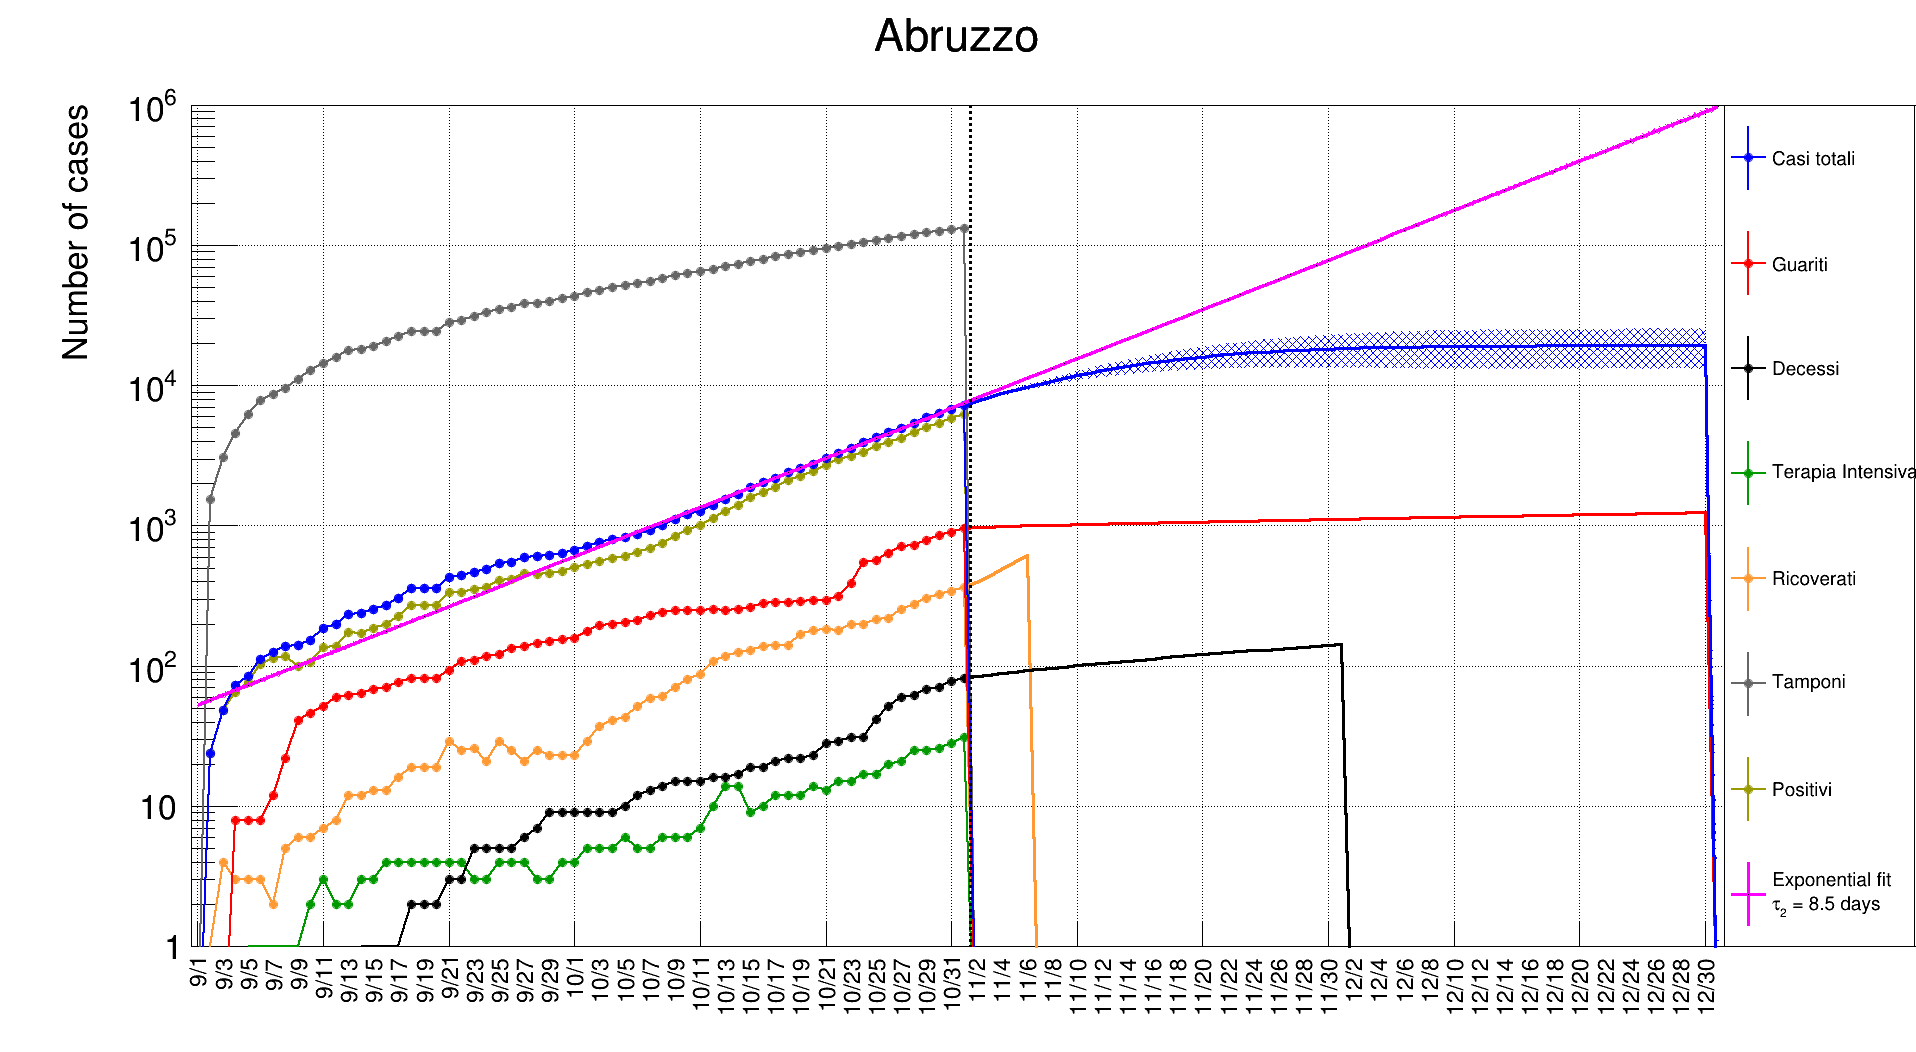 Abruzzo
Number of cases
10^6
10^5
10^4
10^3
10^2
10
1
9/1 9/3 9/5 9/7 9/9 9/11 9/13 9/15 9/17 9/19 9/21 9/23 9/25 9/27 9/29 10/1 10/3 10/5 10/7 10/9 10/11 10/13 10/15 10/17 10/19 10/21 10/23 10/25 10/27 10/29 10/31 11/2 11/4 11/6 11/8 11/10 11/12 11/14 11/16 11/18 11/20 11/22 11/24 11/26 11/28 11/30 12/2 12/4 12/6 12/8 12/10 12/12 12/14 12/16 12/18 12/20 12/22 12/24 12/26 12/28 12/30
Casi totali
Guariti
Decessi
Terapia Intensiva
Ricoverati
Tamponi
Positivi
Exponential fit
τ₂ = 8.5 days